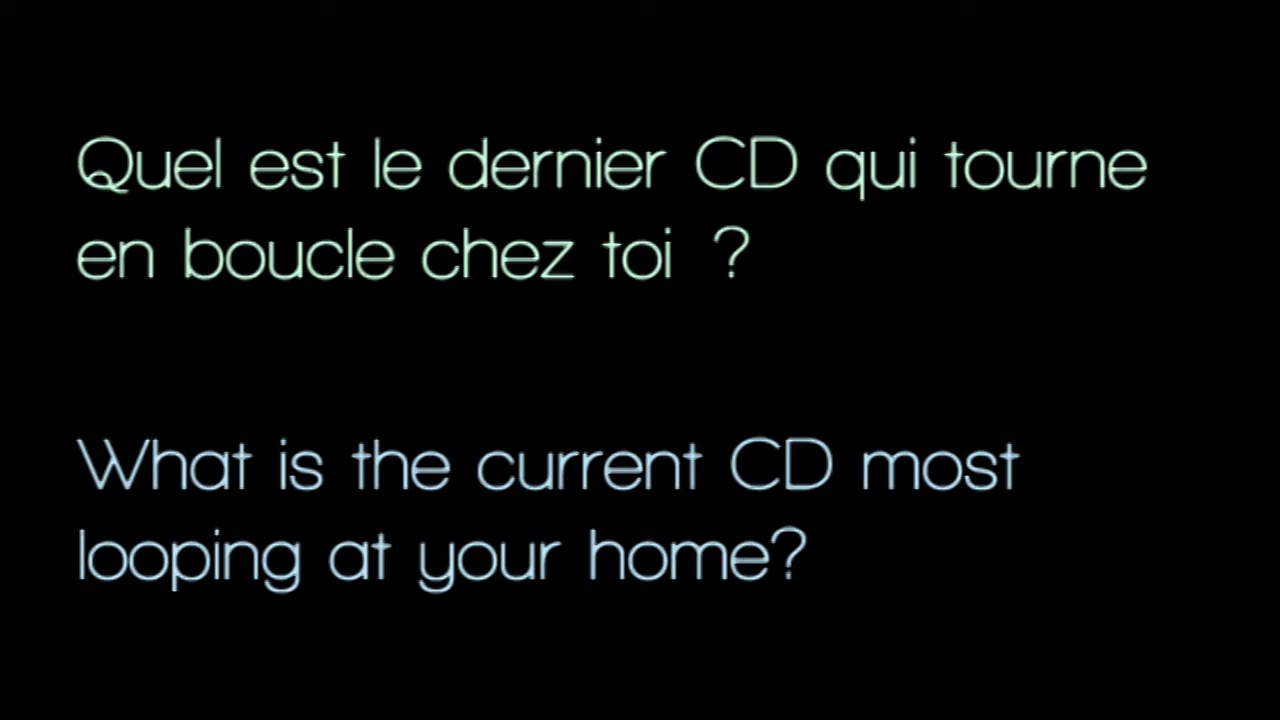 Quel est le dernier CD qui tourne
en boucle chez toi ?
What is the current CD most
looping at your home?